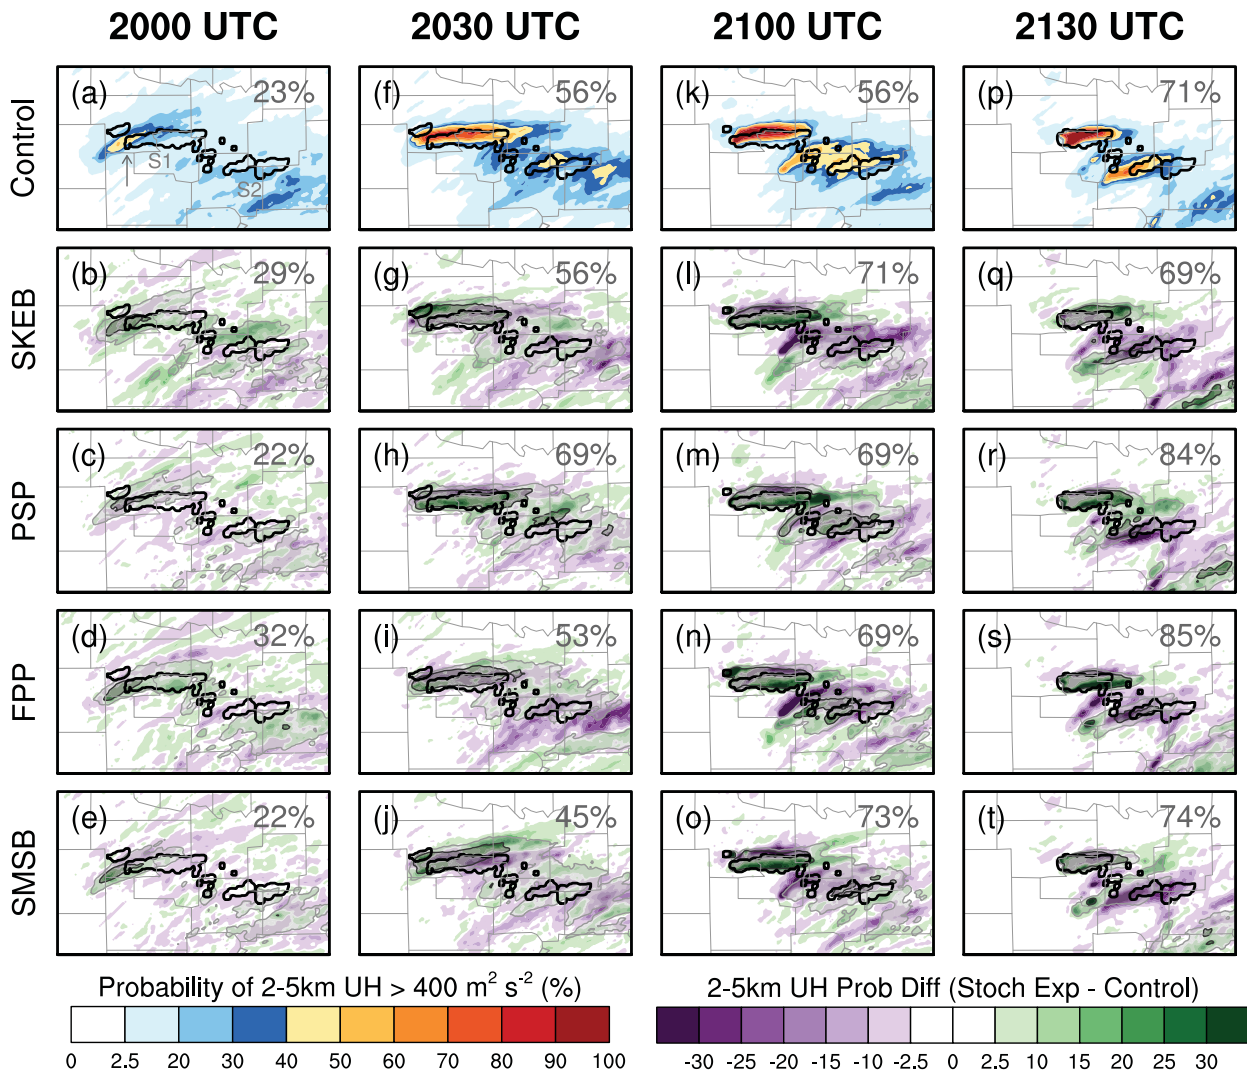 2000 UTC 2030 UTC 2100 UTC 2130 UTC
Control
(a) 23% (f) 56% (k) 56% (p) 71%
S1
S2
SKEB
(b) 29% (g) 56% (l) 71% (q) 69%
PSP
(c) 22% (h) 69% (m) 69% (r) 84%
FPP
(d) 32% (i) 53% (n) 69% (s) 85%
SMSB
(e) 22% (j) 45% (o) 73% (t) 74%
Probability of 2-5km UH > 400 m² s⁻² (%)
0 2.5 20 30 40 50 60 70 80 90 100
2-5km UH Prob Diff (Stoch Exp - Control)
-30 -25 -20 -15 -10 -2.5 0 2.5 10 15 20 25 30